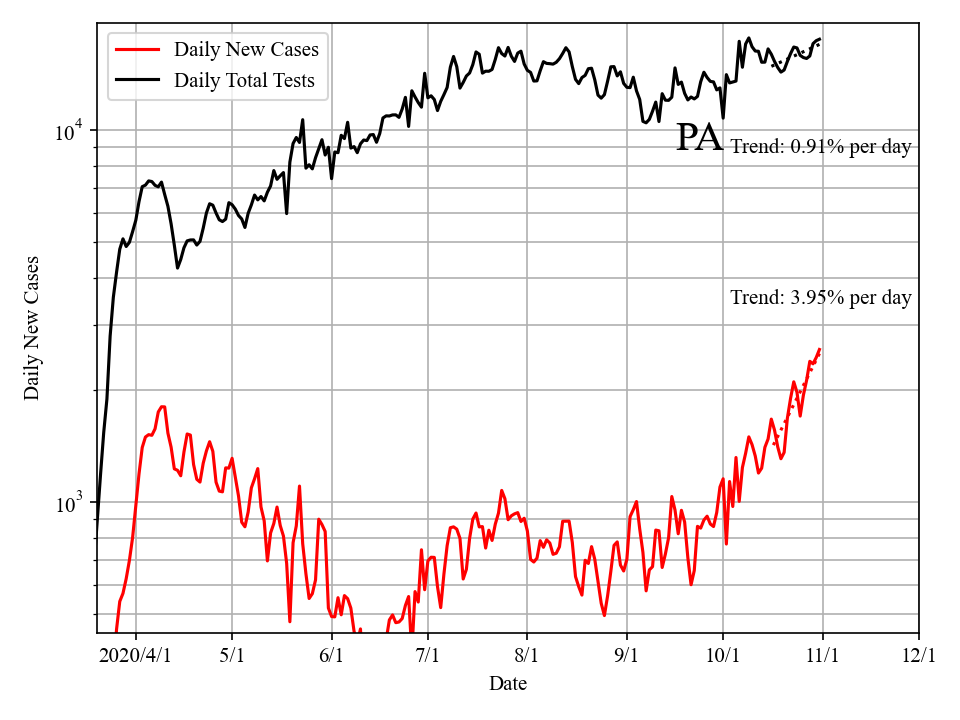 Daily New Cases
Daily Total Tests
10^4
PA
Trend: 0.91% per day
Trend: 3.95% per day
10^3
Daily New Cases
2020/4/1 5/1 6/1 7/1 8/1 9/1 10/1 11/1 12/1
Date